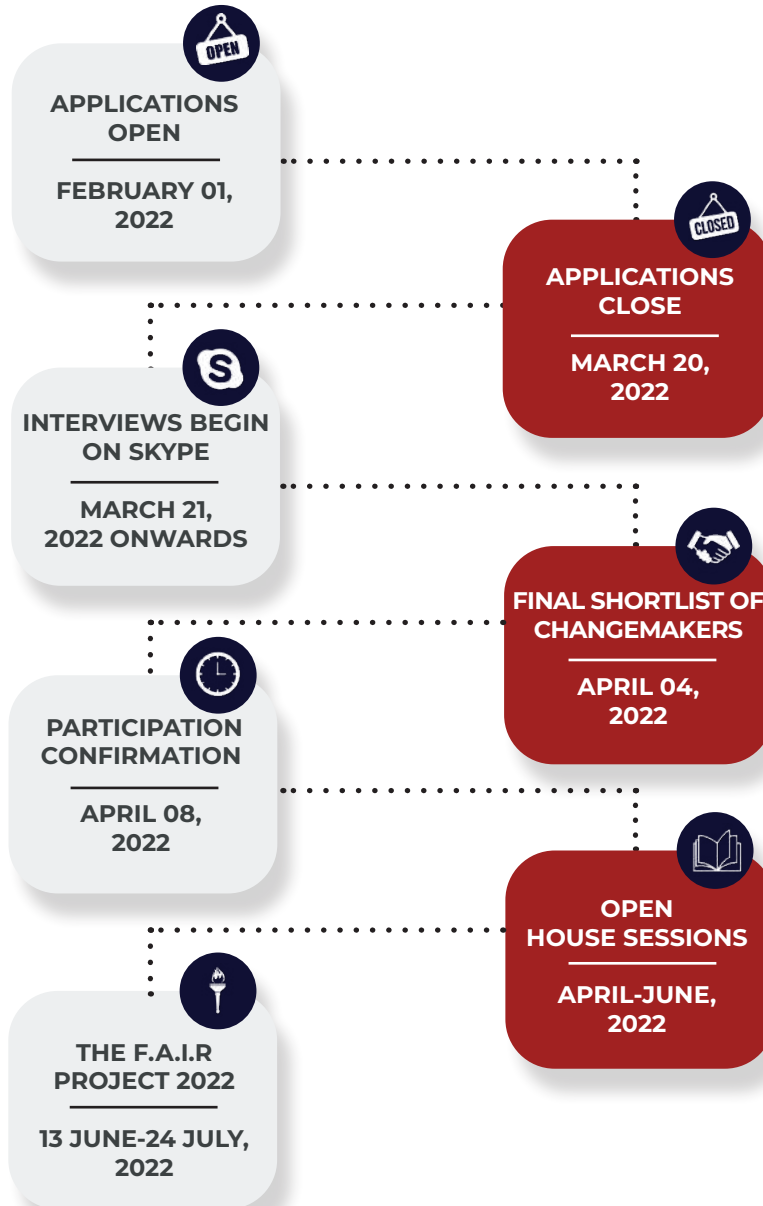 OPEN
APPLICATIONS
OPEN
FEBRUARY 01,
2022
CLOSED
APPLICATIONS
CLOSE
MARCH 20,
2022
S
INTERVIEWS BEGIN
ON SKYPE
MARCH 21,
2022 ONWARDS
FINAL SHORTLIST OF
CHANGEMAKERS
APRIL 04,
2022
PARTICIPATION
CONFIRMATION
APRIL 08,
2022
OPEN
HOUSE SESSIONS
APRIL-JUNE,
2022
THE F.A.I.R
PROJECT 2022
13 JUNE-24 JULY,
2022